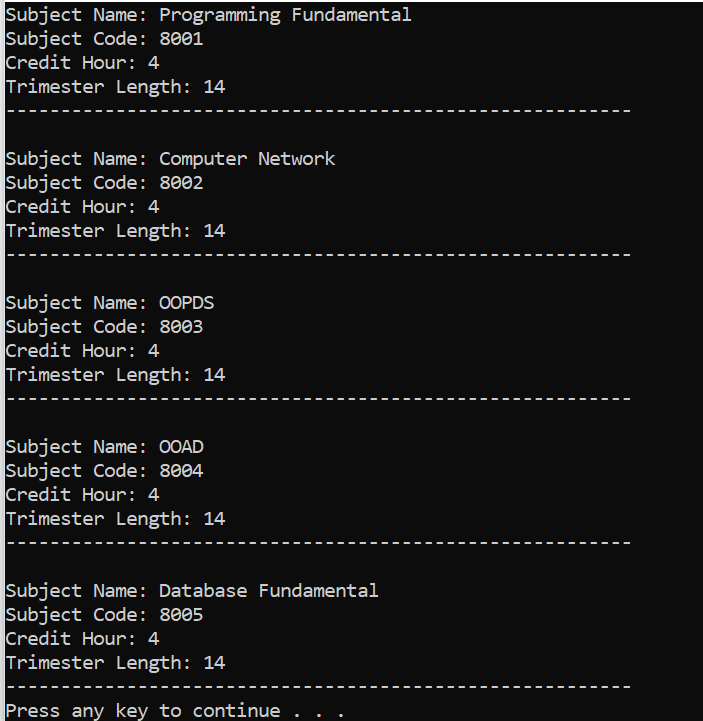 Subject Name: Programming Fundamental
Subject Code: 8001
Credit Hour: 4
Trimester Length: 14
---------------------------------------------------------
Subject Name: Computer Network
Subject Code: 8002
Credit Hour: 4
Trimester Length: 14
---------------------------------------------------------
Subject Name: OOPDS
Subject Code: 8003
Credit Hour: 4
Trimester Length: 14
---------------------------------------------------------
Subject Name: OOAD
Subject Code: 8004
Credit Hour: 4
Trimester Length: 14
---------------------------------------------------------
Subject Name: Database Fundamental
Subject Code: 8005
Credit Hour: 4
Trimester Length: 14
---------------------------------------------------------
Press any key to continue . . .